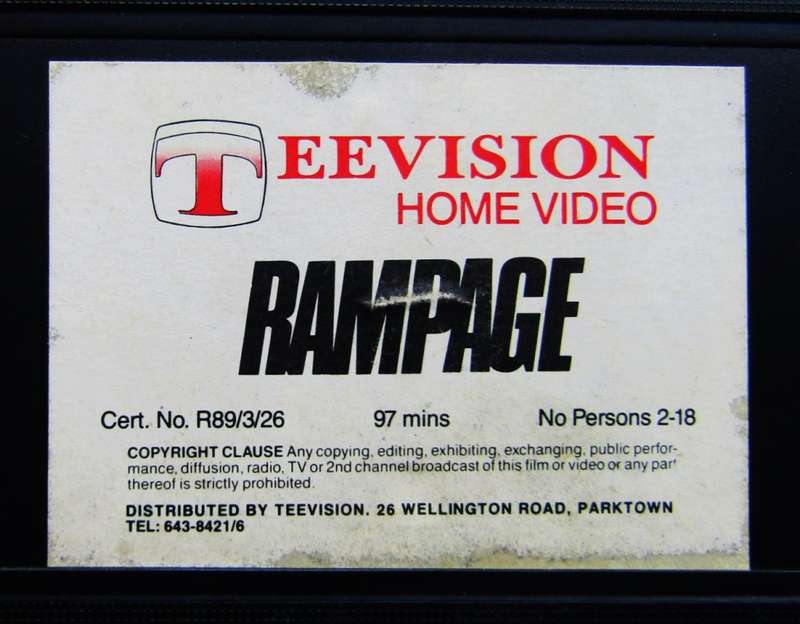 TEEVISION
HOME VIDEO
RAMPAGE
Cert. No. R89/3/26 97 mins No Persons 2-18
COPYRIGHT CLAUSE Any copying, editing, exhibiting, exchanging, public perfor-
mance, diffusion, radio, TV or 2nd channel broadcast of this film or video or any part
thereof is strictly prohibited.
DISTRIBUTED BY TEEVISION. 26 WELLINGTON ROAD, PARKTOWN
TEL: 643-8421/6